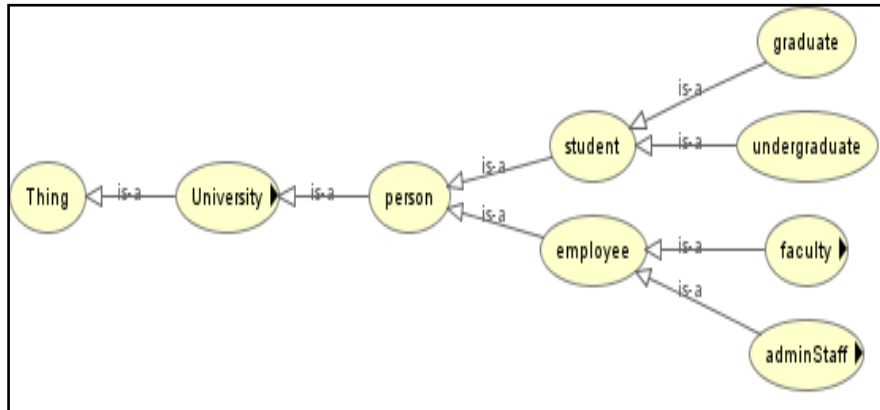 graduate
is-a
student
is-a
undergraduate
is-a
Thing
is-a
University
is-a
person
is-a
employee
is-a
faculty
is-a
adminStaff